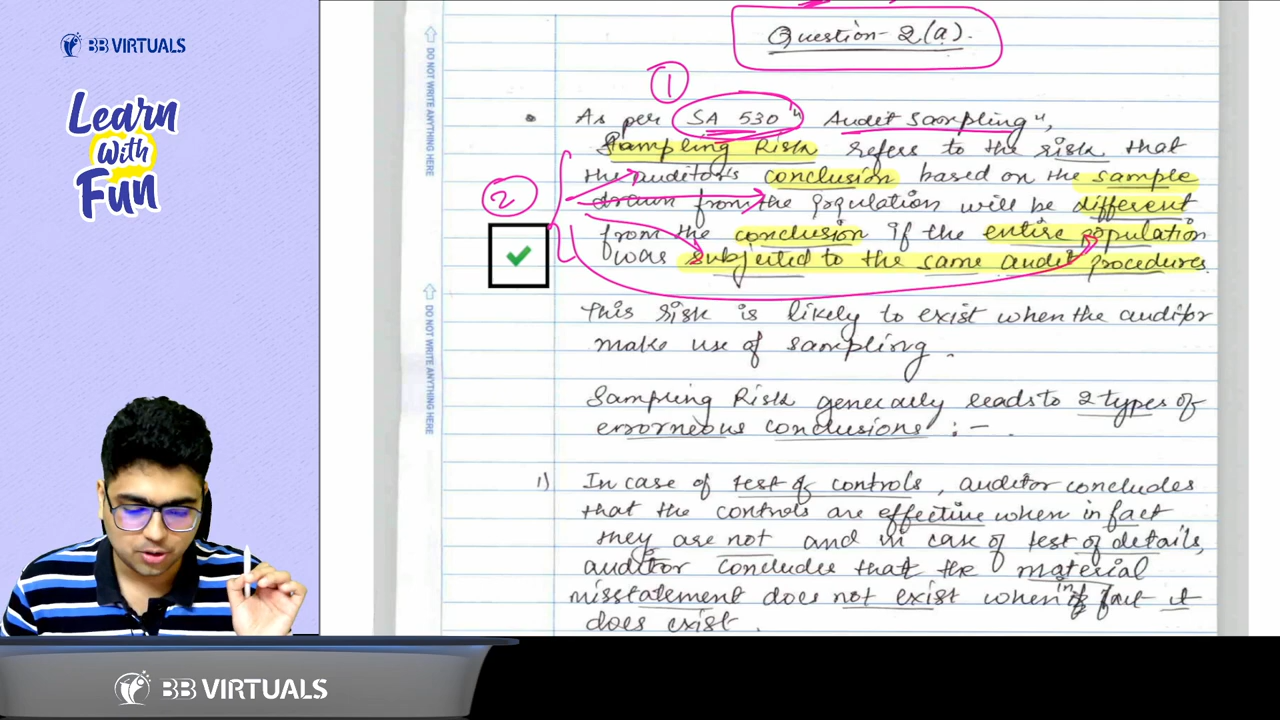 BB VIRTUALS
Learn
With
Fun
DO NOT WRITE ANYTHING HERE
DO NOT WRITE ANYTHING HERE
Question - 2(a).
1
As per SA 530 "Audit Sampling",
Sampling Risk refers to the risk that
the auditor's conclusion based on the sample
drawn from the population will be different
from the conclusion if the entire population
was subjected to the same audit procedures.
2
This risk is likely to exist when the auditor
make use of sampling.
Sampling Risk generally leads to 2 types of
errorneous conclusions : -
1) In case of test of controls, auditor concludes
that the controls are effective when in fact
they are not and in case of test of details,
auditor concludes that the material
misstatement does not exist when in fact it
does exist.
BB VIRTUALS